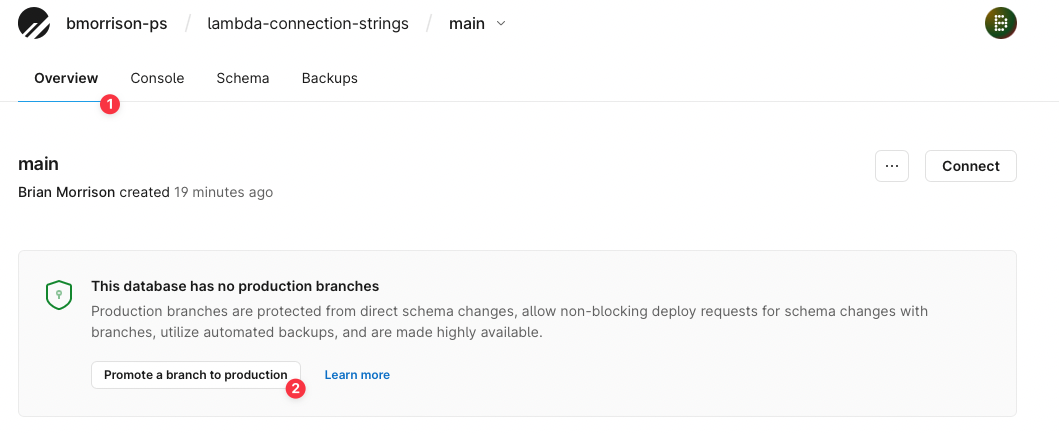 bmorrison-ps / lambda-connection-strings / main
Overview Console Schema Backups
1
main
... Connect
Brian Morrison created 19 minutes ago
This database has no production branches
Production branches are protected from direct schema changes, allow non-blocking deploy requests for schema changes with
branches, utilize automated backups, and are made highly available.
Promote a branch to production Learn more
2